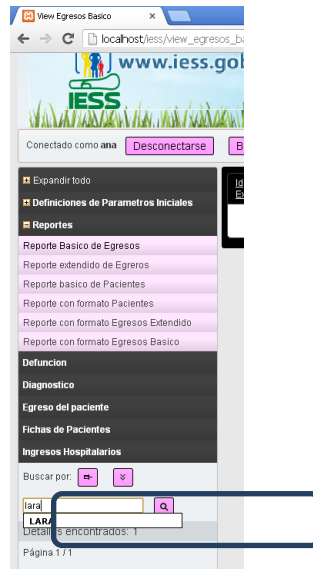 View Egresos Basico
localhost/iess/view_egresos_ba
www.iess.gob
IESS
Conectado como ana Desconectarse B
Expandir todo
Definiciones de Parametros Iniciales
Reportes
Reporte Basico de Egresos
Reporte extendido de Egreros
Reporte basico de Pacientes
Reporte con formato Pacientes
Reporte con formato Egresos Extendido
Reporte con formato Egresos Basico
Defuncion
Diagnostico
Egreso del paciente
Fichas de Pacientes
Ingresos Hospitalarios
Buscar por:
lara
LARA
Detalles encontrados: 1
Página 1 / 1